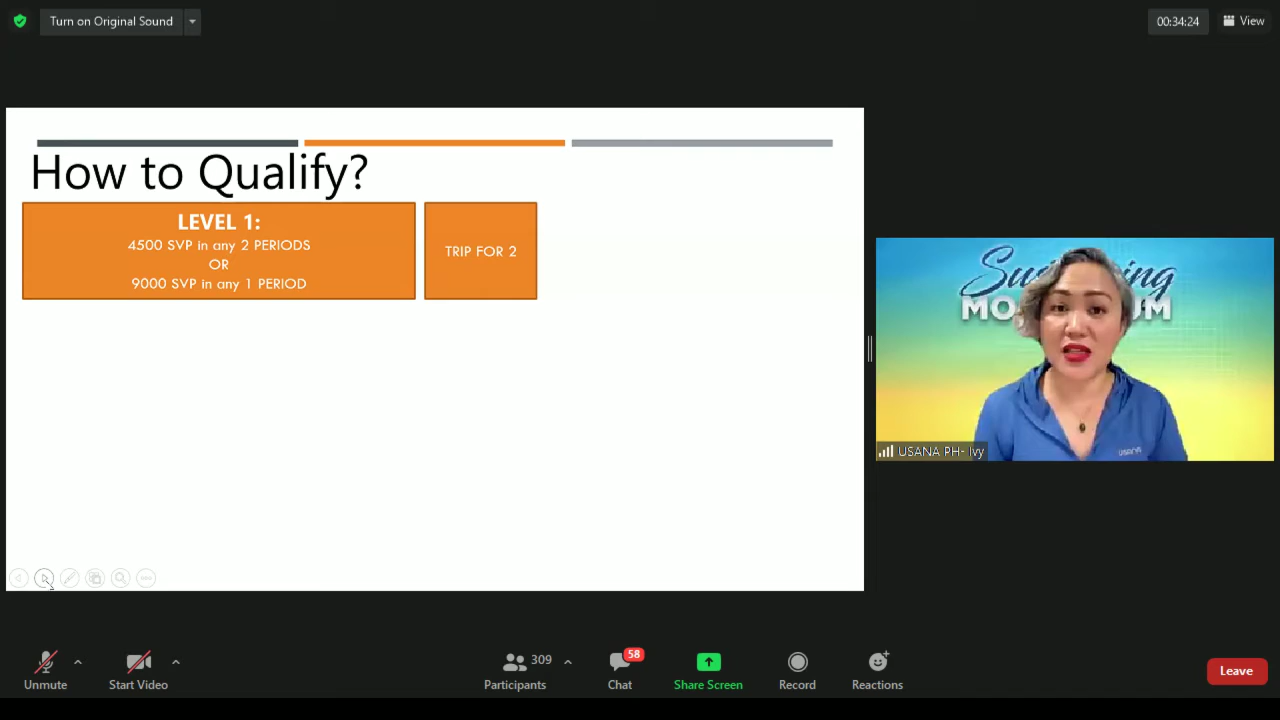 Turn on Original Sound
00:34:24
View
How to Qualify?
LEVEL 1:
4500 SVP in any 2 PERIODS
OR
9000 SVP in any 1 PERIOD
TRIP FOR 2
USANA
USANA PH- Ivy
Unmute
Start Video
309
Participants
58
Chat
Share Screen
Record
Reactions
Leave